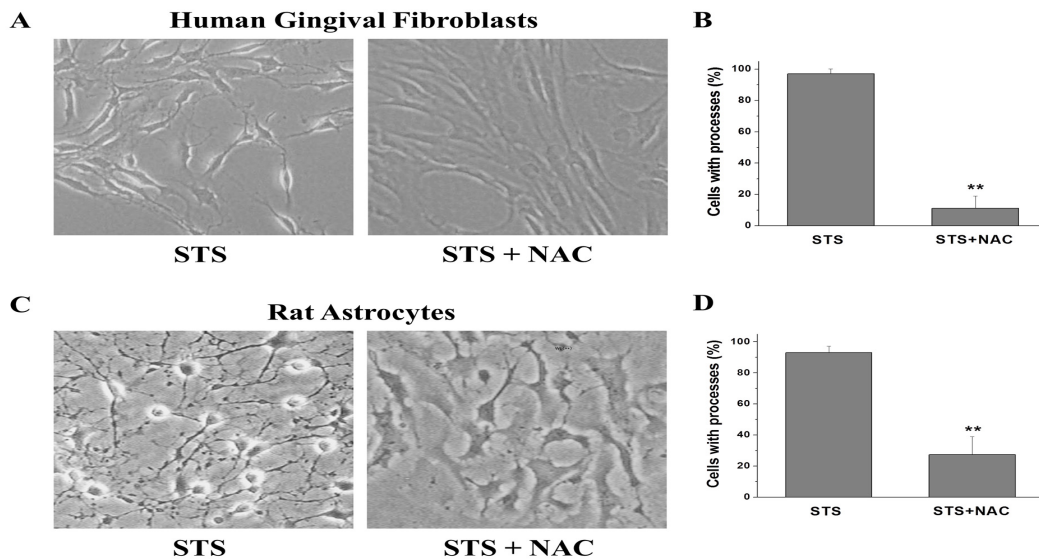 A
Human Gingival Fibroblasts
STS
STS + NAC
B
Cells with processes (%)
100
80
60
40
20
0
**
STS
STS+NAC
C
Rat Astrocytes
STS
STS + NAC
D
Cells with processes (%)
100
80
60
40
20
0
**
STS
STS+NAC